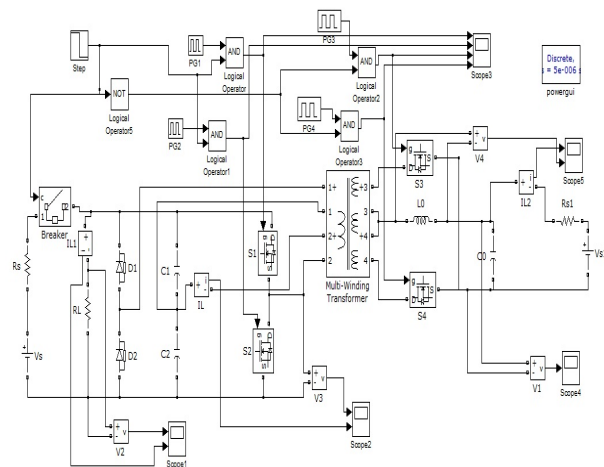 PG3
PG1
AND
Step
Logical
Operator
AND
Logical
Operator2
Scope3
Discrete,
s = 5e-006
powergui
NOT
Logical
Operator5
PG2
AND
Logical
Operator1
PG4
AND
Logical
Operator3
V4
Scope5
S3
IL2
Rs1
c
1
2
Breaker
1+
1
2+
2
+3
3
+4
4
L0
IL1
S1
Rs
D1
C1
IL
RL
C0
Vs
Multi-Winding
Transformer
S4
D2
C2
S2
Vs
V3
V1
Scope4
V2
Scope2
Scope1